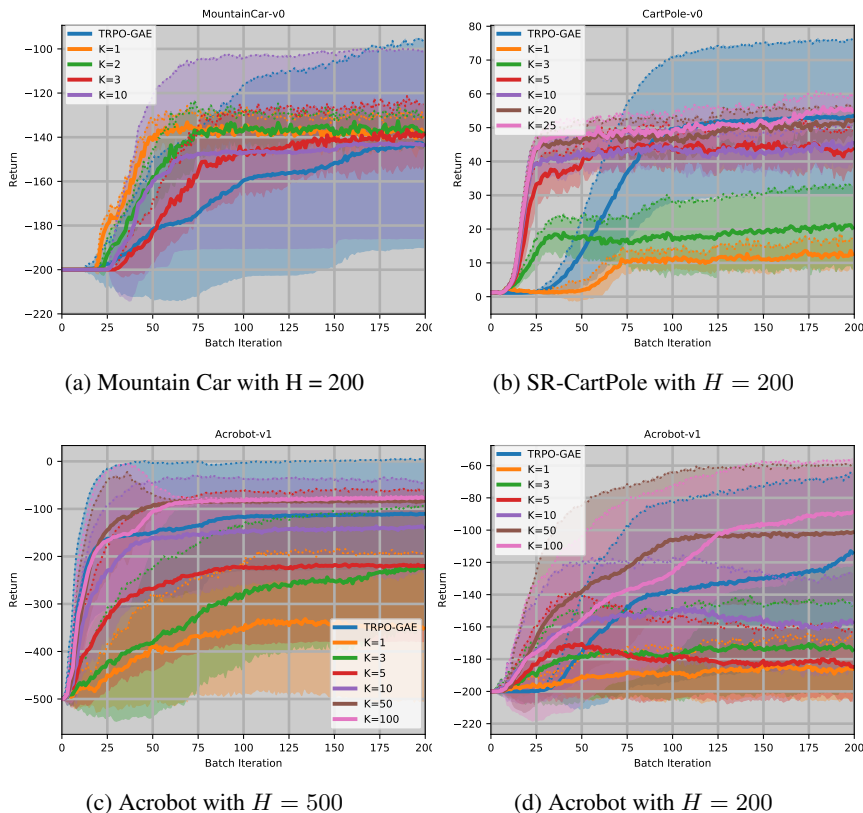 MountainCar-v0
TRPO-GAE
K=1
K=2
K=3
K=10
Return
−100
−120
−140
−160
−180
−200
−220
0 25 50 75 100 125 150 175 200
Batch Iteration
(a) Mountain Car with H = 200
CartPole-v0
TRPO-GAE
K=1
K=3
K=5
K=10
K=20
K=25
Return
80
70
60
50
40
30
20
10
0
0 25 50 75 100 125 150 175 200
Batch Iteration
(b) SR-CartPole with H = 200
Acrobot-v1
TRPO-GAE
K=1
K=3
K=5
K=10
K=50
K=100
Return
0
−100
−200
−300
−400
−500
0 25 50 75 100 125 150 175 200
Batch Iteration
(c) Acrobot with H = 500
Acrobot-v1
TRPO-GAE
K=1
K=3
K=5
K=10
K=50
K=100
Return
−60
−80
−100
−120
−140
−160
−180
−200
−220
0 25 50 75 100 125 150 175 200
Batch Iteration
(d) Acrobot with H = 200